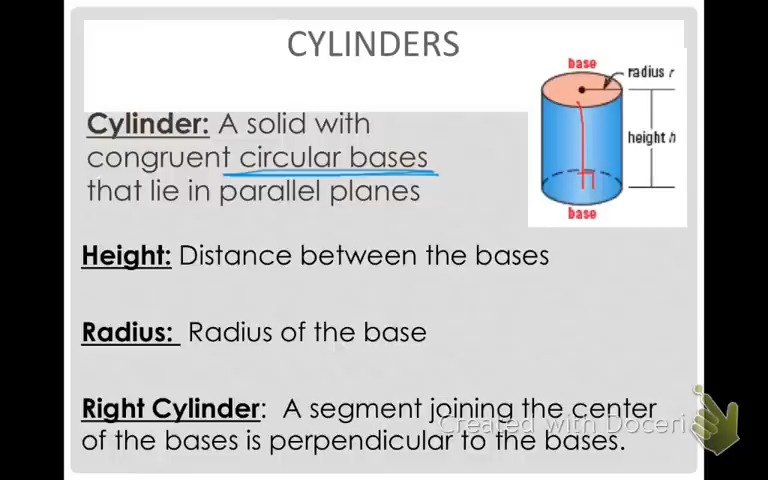 CYLINDERS
base
radius r
Cylinder: A solid with
congruent circular bases
height h
that lie in parallel planes
base
Height: Distance between the bases
Radius: Radius of the base
Right Cylinder: A segment joining the center
Created with Doceri
of the bases is perpendicular to the bases.